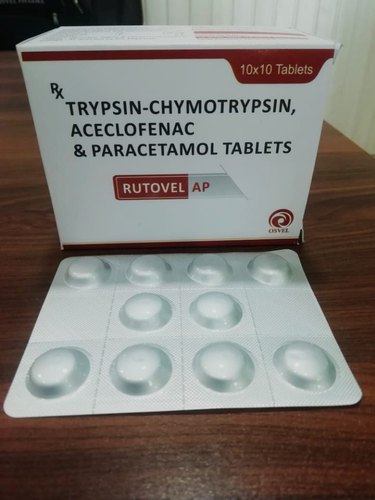 10x10 Tablets
Rx
TRYPSIN-CHYMOTRYPSIN,
ACECLOFENAC
& PARACETAMOL TABLETS
RUTOVEL AP
OSVEL